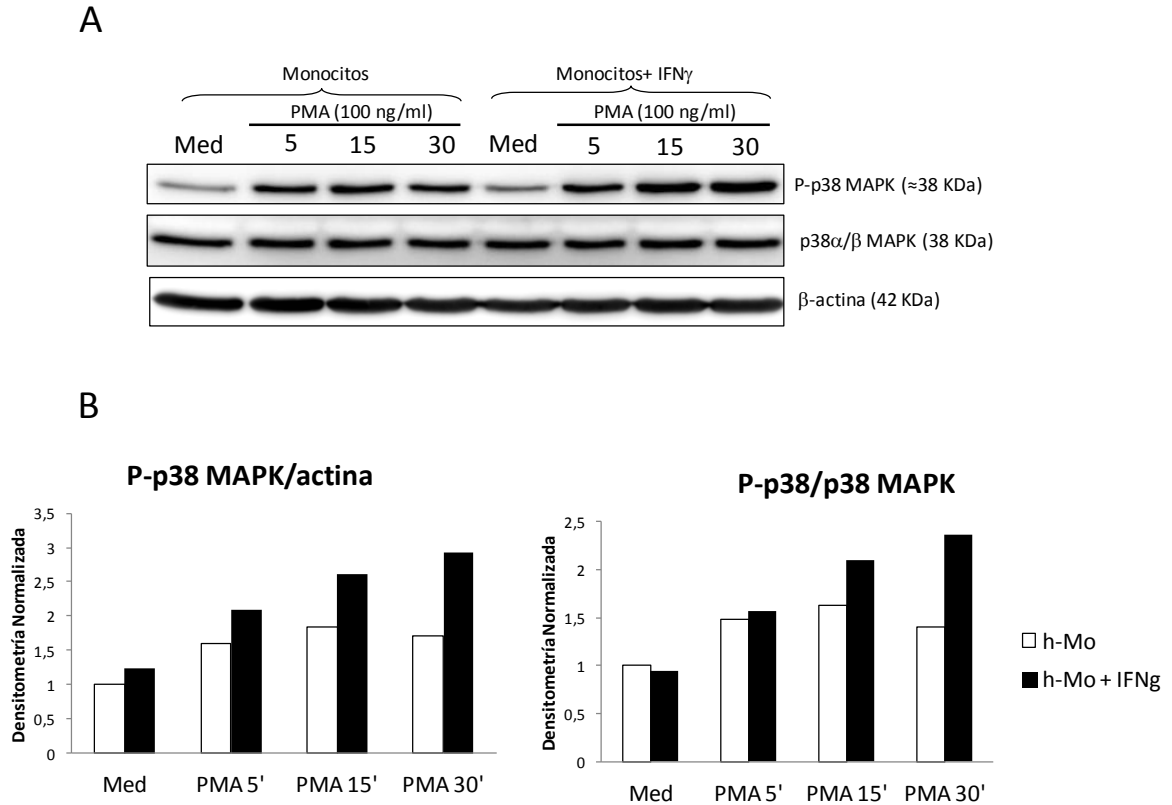 A
Monocitos
Monocitos+ IFNγ
PMA (100 ng/ml)
PMA (100 ng/ml)
Med 5 15 30 Med 5 15 30
P-p38 MAPK (≈38 KDa)
p38α/β MAPK (38 KDa)
β-actina (42 KDa)
B
P-p38 MAPK/actina
Densitometría Normalizada
3,5
3
2,5
2
1,5
1
0,5
0
Med PMA 5' PMA 15' PMA 30'
P-p38/p38 MAPK
Densitometría Normalizada
2,5
2
1,5
1
0,5
0
Med PMA 5' PMA 15' PMA 30'
h-Mo
h-Mo + IFNg